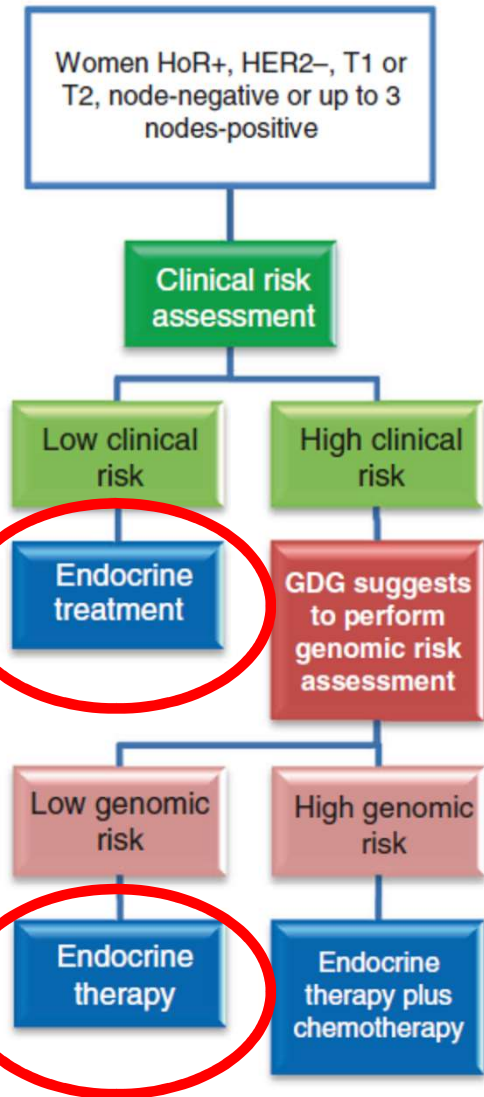 Women HoR+, HER2–, T1 or
T2, node-negative or up to 3
nodes-positive
Clinical risk
assessment
Low clinical
risk
High clinical
risk
Endocrine
treatment
GDG suggests
to perform
genomic risk
assessment
Low genomic
risk
High genomic
risk
Endocrine
therapy
Endocrine
therapy plus
chemotherapy